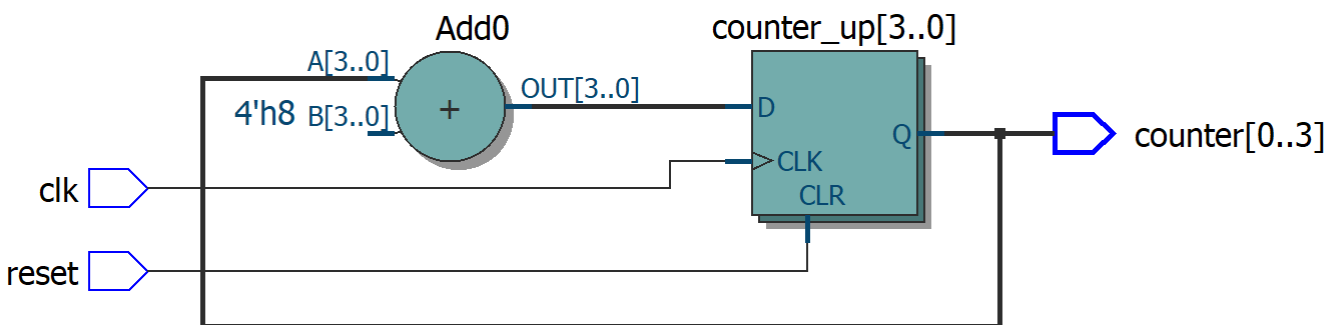 Add0
counter_up[3..0]
A[3..0]
4'h8 B[3..0]
+
OUT[3..0]
D
Q
CLK
CLR
counter[0..3]
clk
reset